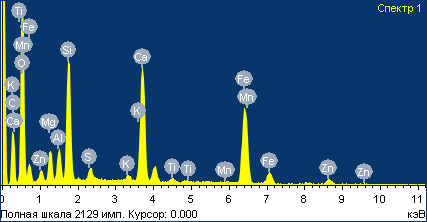 Спектр 1
Ti
Fe
Mn
O
K
C
Ca
Zn
Mg
Al
Si
S
K
Ca
K
Ti
Ti
Mn
Fe
Mn
Fe
Zn
Zn
0 1 2 3 4 5 6 7 8 9 10 11
Полная шкала 2129 имп. Курсор: 0.000 кэВ